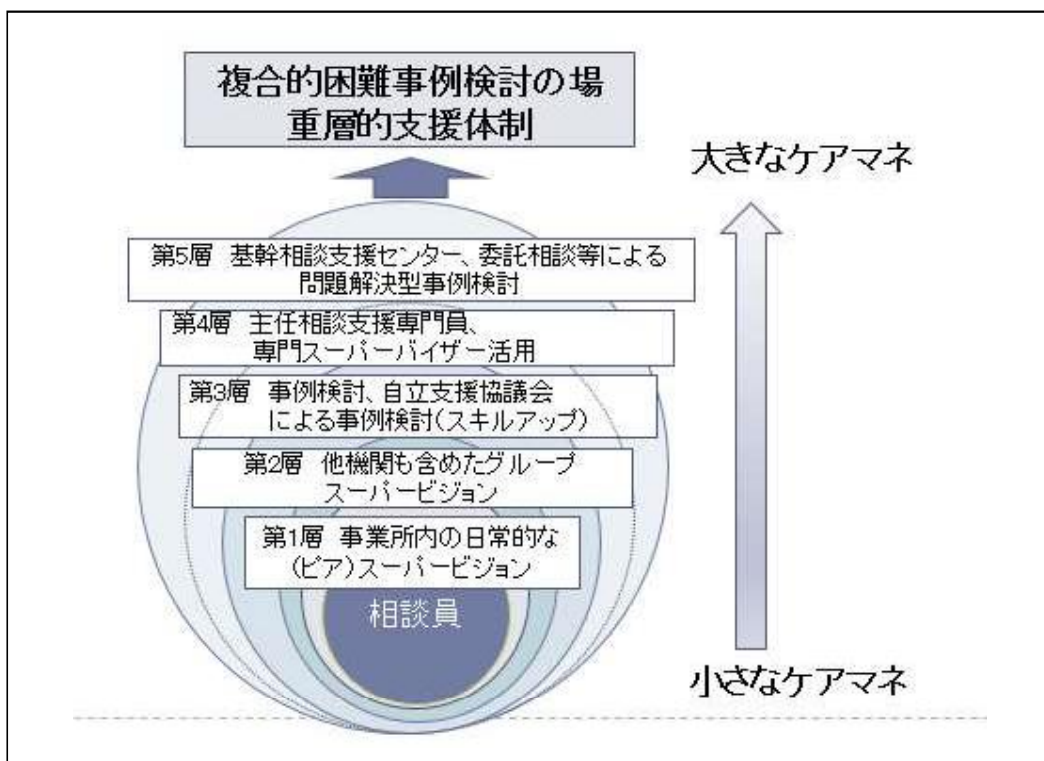 複合的困難事例検討の場
重層的支援体制
大きなケアマネ
第5層 基幹相談支援センター、委託相談等による
問題解決型事例検討
第4層 主任相談支援専門員、
専門スーパーバイザー活用
第3層 事例検討、自立支援協議会
による事例検討(スキルアップ)
第2層 他機関も含めたグループ
スーパービジョン
第1層 事業所内の日常的な
(ピア)スーパービジョン
相談員
小さなケアマネ